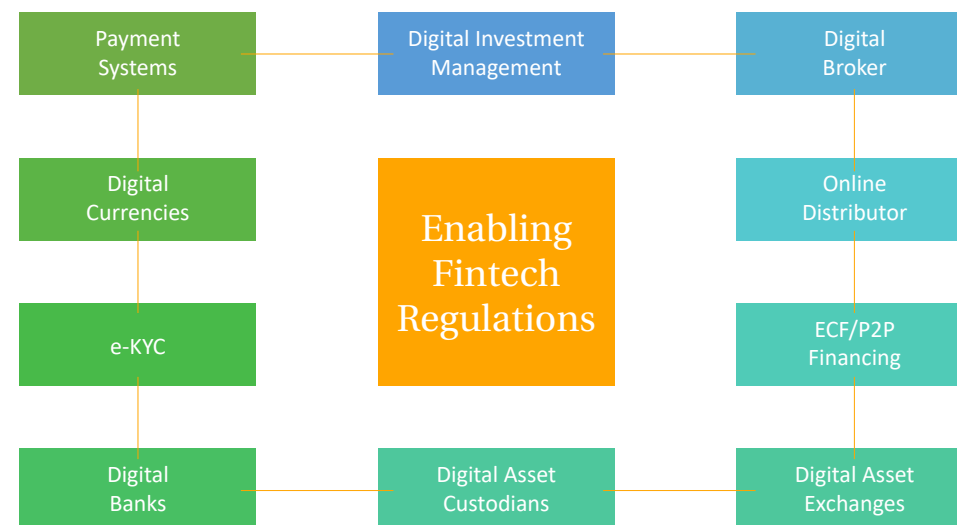 Payment
Systems
Digital Investment
Management
Digital
Broker
Digital
Currencies
Enabling
Fintech
Regulations
Online
Distributor
e-KYC
ECF/P2P
Financing
Digital
Banks
Digital Asset
Custodians
Digital Asset
Exchanges